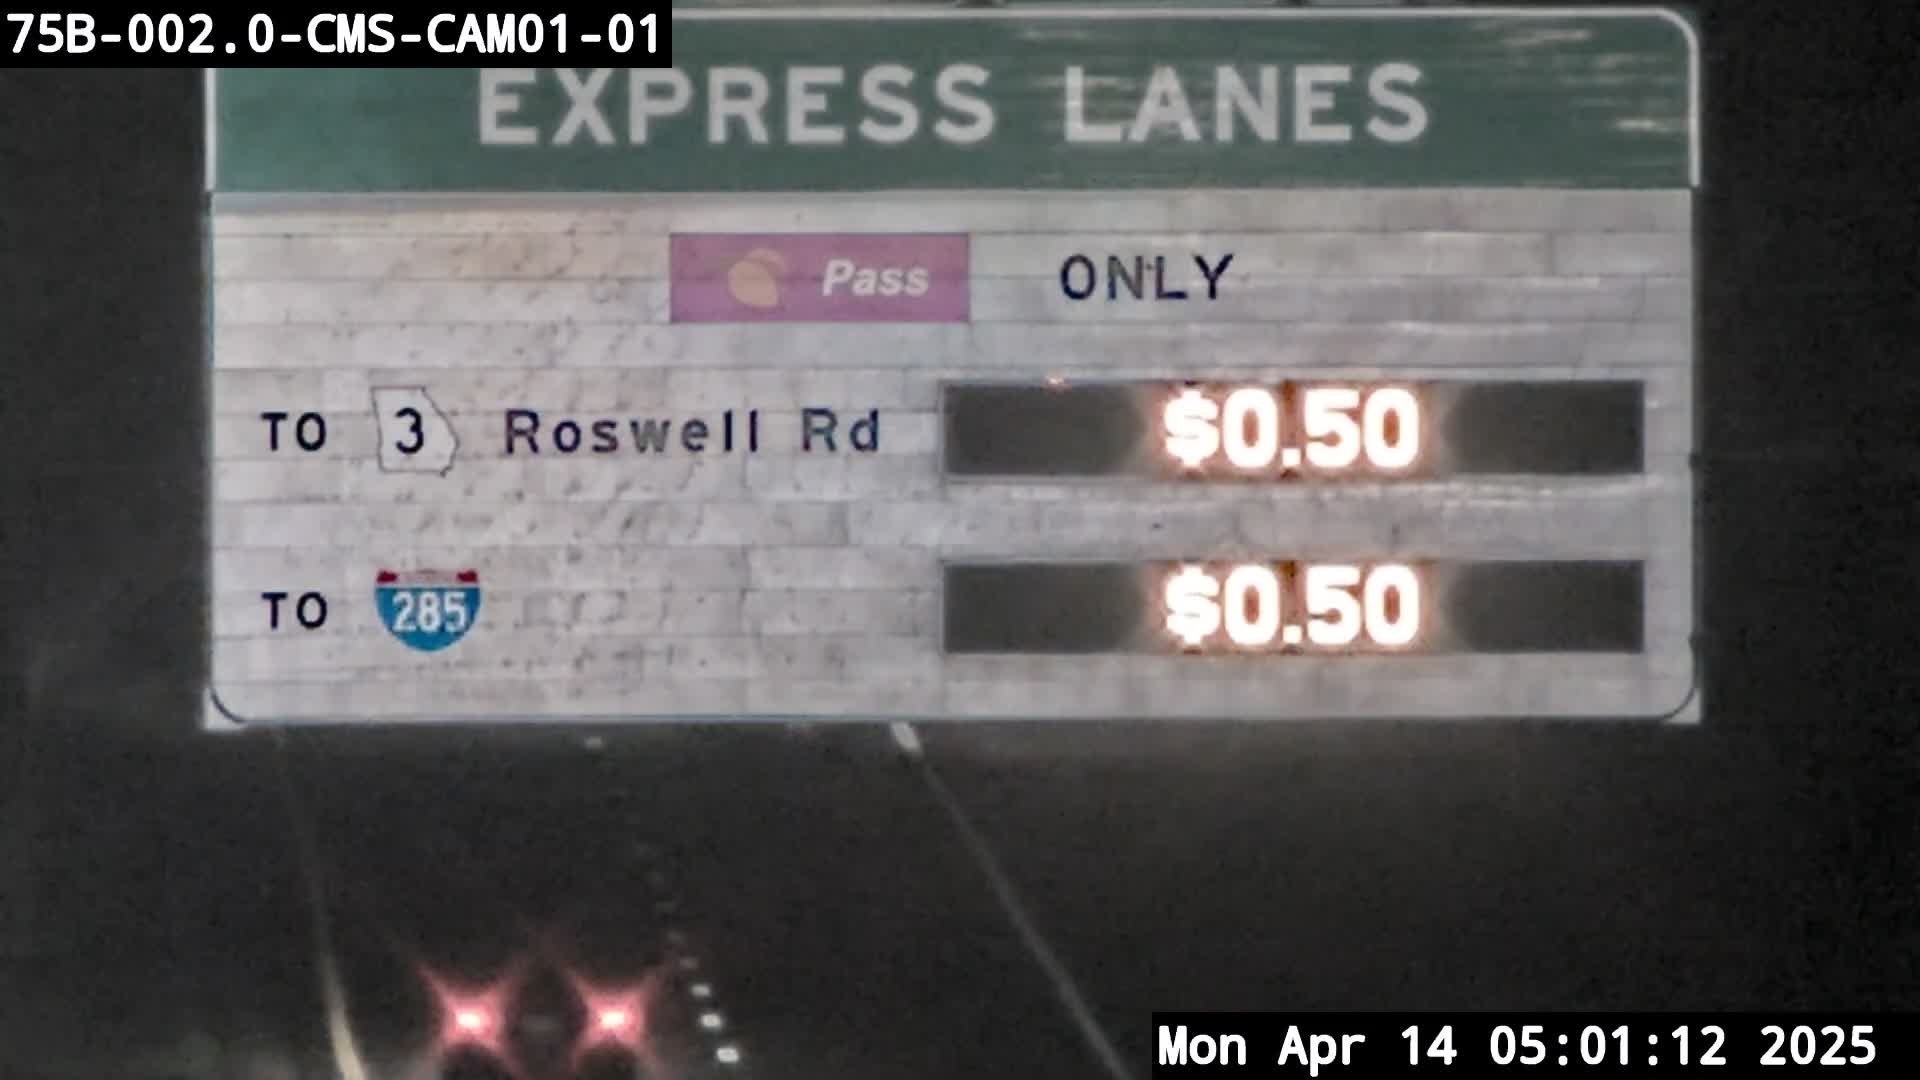 75B-002.0-CMS-CAM01-01
EXPRESS LANES
Pass ONLY
TO 3 Roswell Rd $0.50
TO 285 $0.50
Mon Apr 14 05:01:12 2025